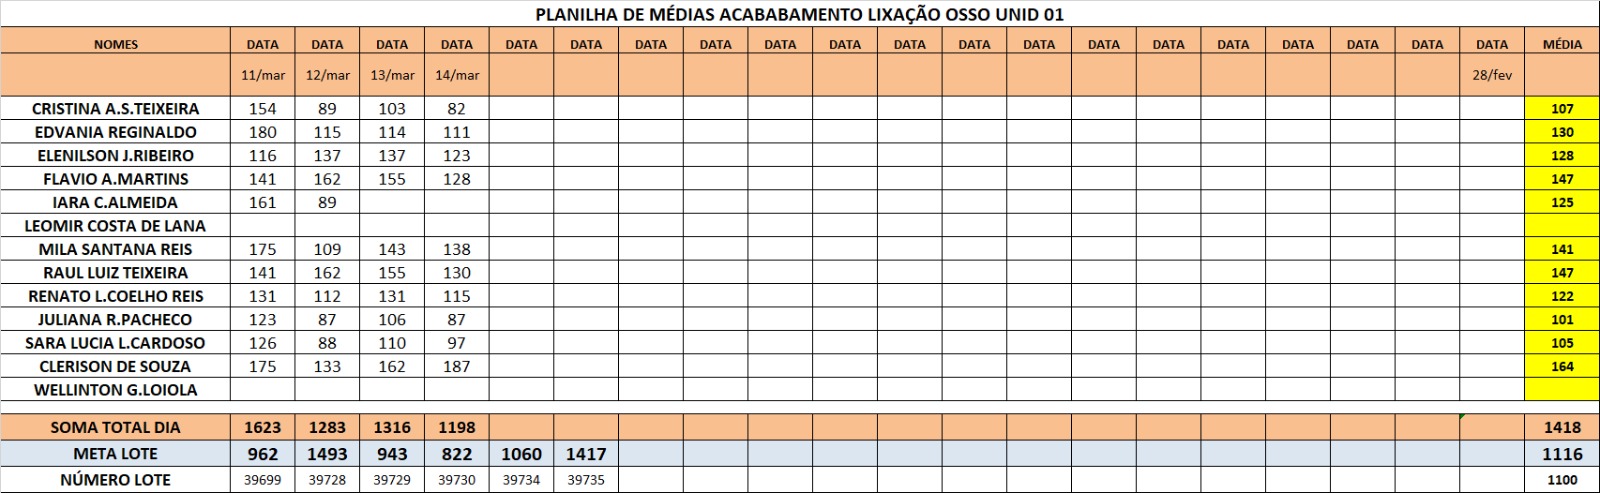 PLANILHA DE MÉDIAS ACABABAMENTO LIXAÇÃO OSSO UNID 01
NOMES DATA DATA DATA DATA DATA DATA DATA DATA DATA DATA DATA DATA DATA DATA DATA DATA DATA DATA DATA DATA MÉDIA
11/mar 12/mar 13/mar 14/mar 28/fev
CRISTINA A.S.TEIXEIRA 154 89 103 82 107
EDVANIA REGINALDO 180 115 114 111 130
ELENILSON J.RIBEIRO 116 137 137 123 128
FLAVIO A.MARTINS 141 162 155 128 147
IARA C.ALMEIDA 161 89 125
LEOMIR COSTA DE LANA
MILA SANTANA REIS 175 109 143 138 141
RAUL LUIZ TEIXEIRA 141 162 155 130 147
RENATO L.COELHO REIS 131 112 131 115 122
JULIANA R.PACHECO 123 87 106 87 101
SARA LUCIA L.CARDOSO 126 88 110 97 105
CLERISON DE SOUZA 175 133 162 187 164
WELLINTON G.LOIOLA
SOMA TOTAL DIA 1623 1283 1316 1198 1418
META LOTE 962 1493 943 822 1060 1417 1116
NÚMERO LOTE 39699 39728 39729 39730 39734 39735 1100